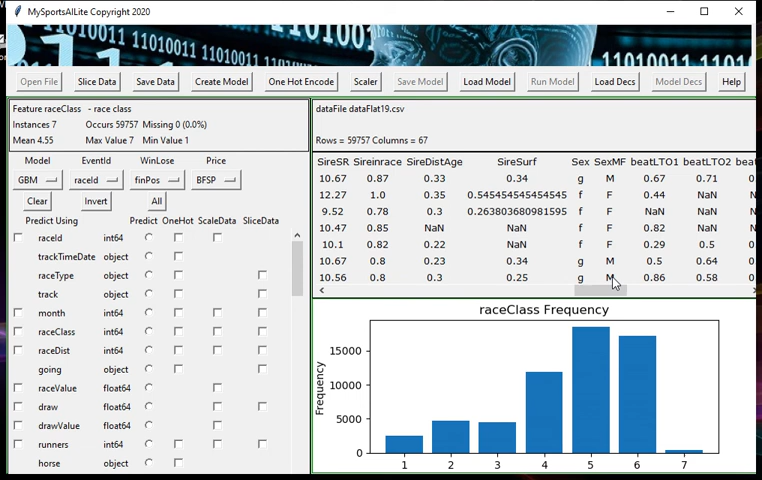 MySportsAILite Copyright 2020
Open File Slice Data Save Data Create Model One Hot Encode Scaler Save Model Load Model Run Model Load Decs Model Decs Help
Feature raceClass - race class
Instances 7 Occurs 59757 Missing 0 (0.0%)
Mean 4.55 Max Value 7 Min Value 1
Model EventId WinLose Price
GBM raceId finPos BFSP
Clear Invert All
Predict Using Predict OneHot ScaleData SliceData
raceId int64
trackTimeDate object
raceType object
track object
month int64
raceClass int64
raceDist int64
going object
raceValue float64
draw float64
drawValue float64
runners int64
horse object
dataFile dataFlat19.csv
Rows = 59757 Columns = 67
SireSR Sireinrace SireDistAge SireSurf Sex SexMF beatLTO1 beatLTO2 beat
10.67 0.87 0.33 0.34 g M 0.67 0.71 0.
12.27 1.0 0.35 0.545454545454545 f F 0.44 NaN N
9.52 0.78 0.3 0.263803680981595 f F NaN NaN N
10.47 0.85 NaN NaN f F 0.82 NaN N
10.1 0.82 0.22 NaN f F 0.29 0.5 0.
10.67 0.8 0.23 0.34 g M 0.5 0.64 0.
10.56 0.8 0.3 0.25 g M 0.86 0.58 0.
raceClass Frequency
Frequency
15000
10000
5000
0
1 2 3 4 5 6 7